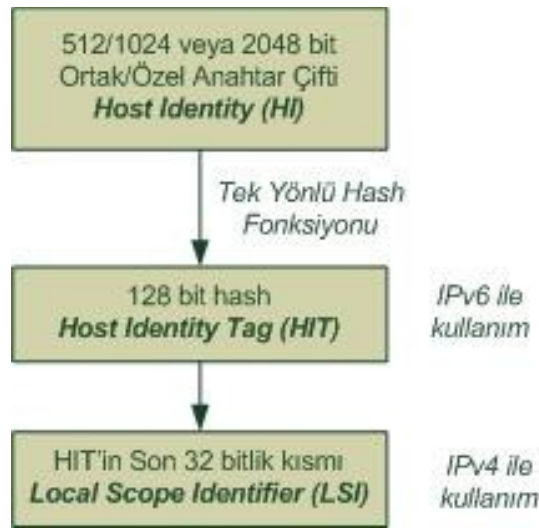 512/1024 veya 2048 bit
Ortak/Özel Anahtar Çifti
Host Identity (HI)
Tek Yönlü Hash
Fonksiyonu
128 bit hash
Host Identity Tag (HIT)
IPv6 ile
kullanım
HIT'in Son 32 bitlik kısmı
Local Scope Identifier (LSI)
IPv4 ile
kullanım